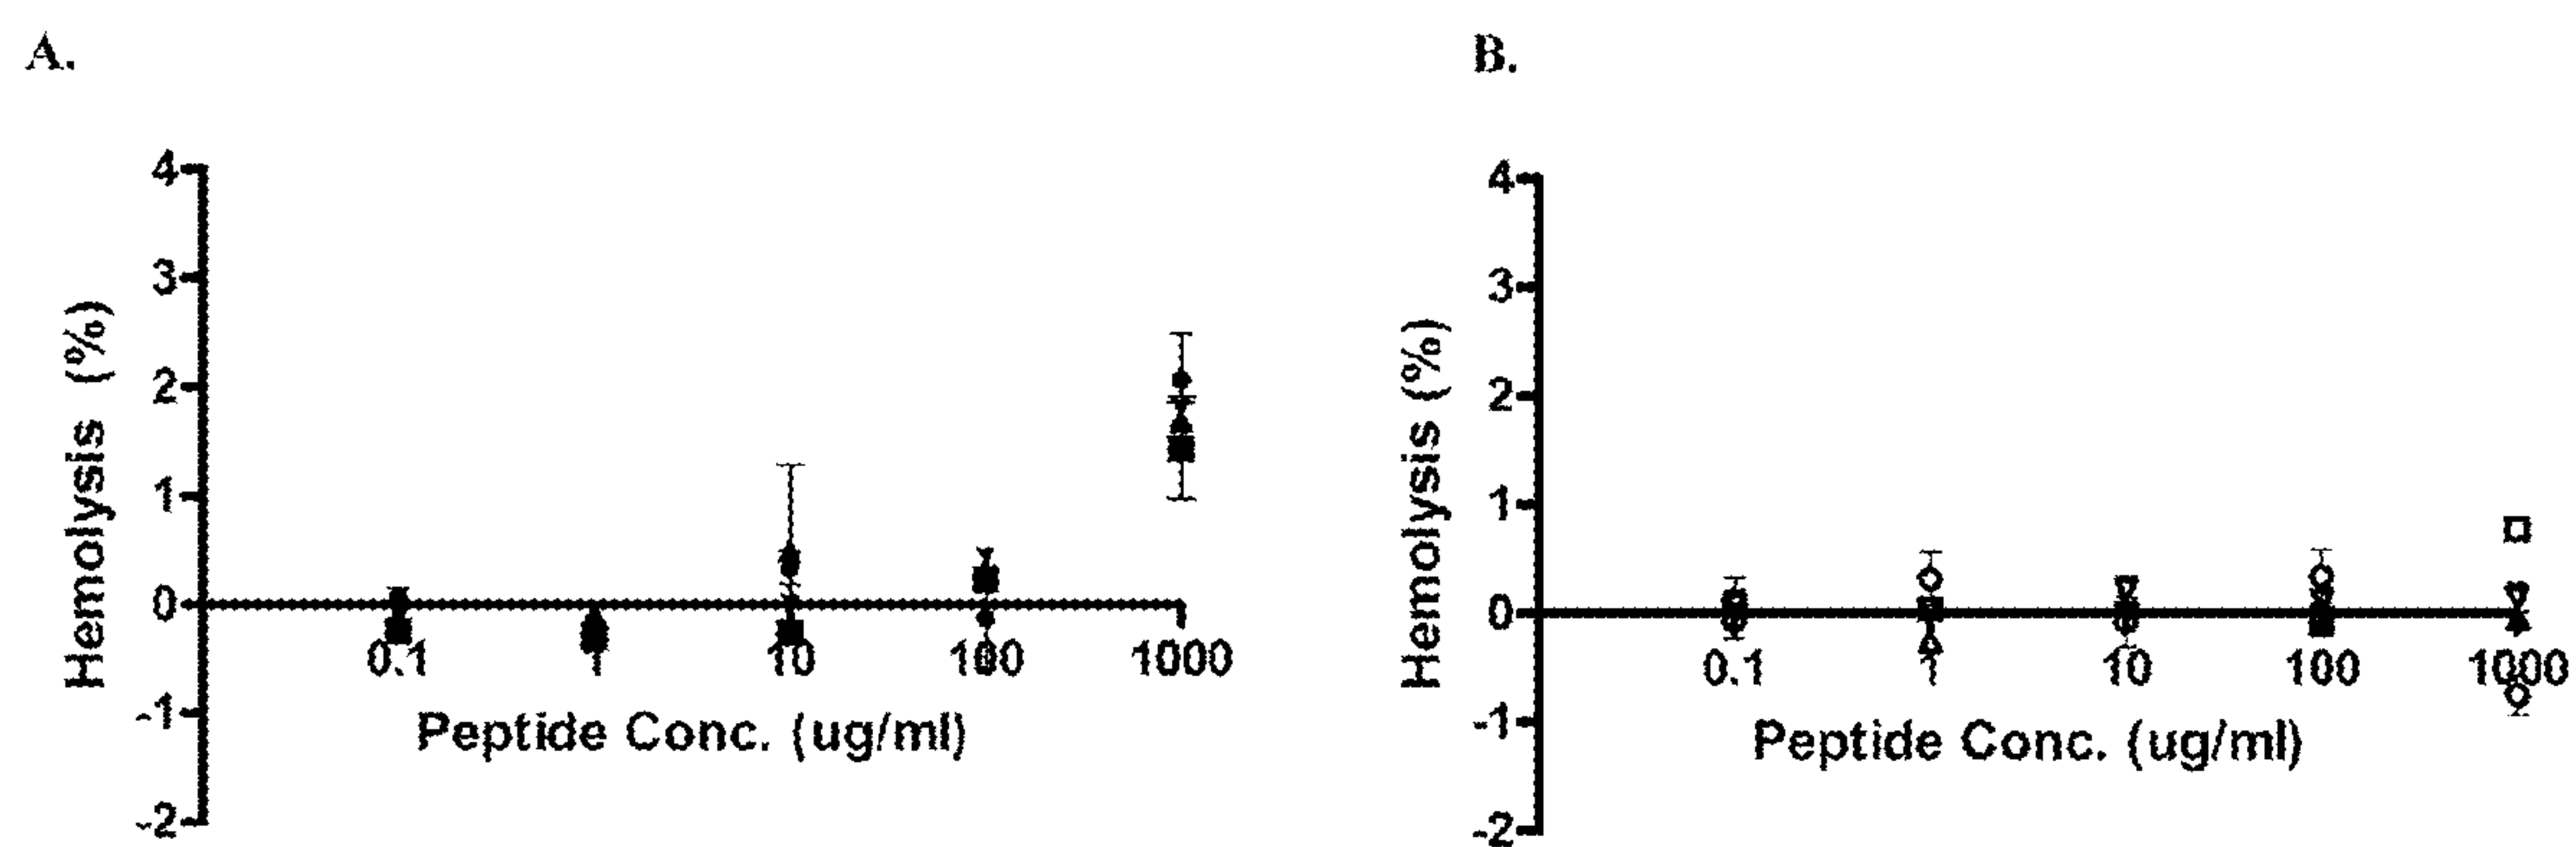 A.
4
3
2
1
0
-1
-2
Hemolysis (%)
0.1 1 10 100 1000
Peptide Conc. (ug/ml)
B.
4
3
2
1
0
-1
-2
Hemolysis (%)
0.1 1 10 100 1000
Peptide Conc. (ug/ml)